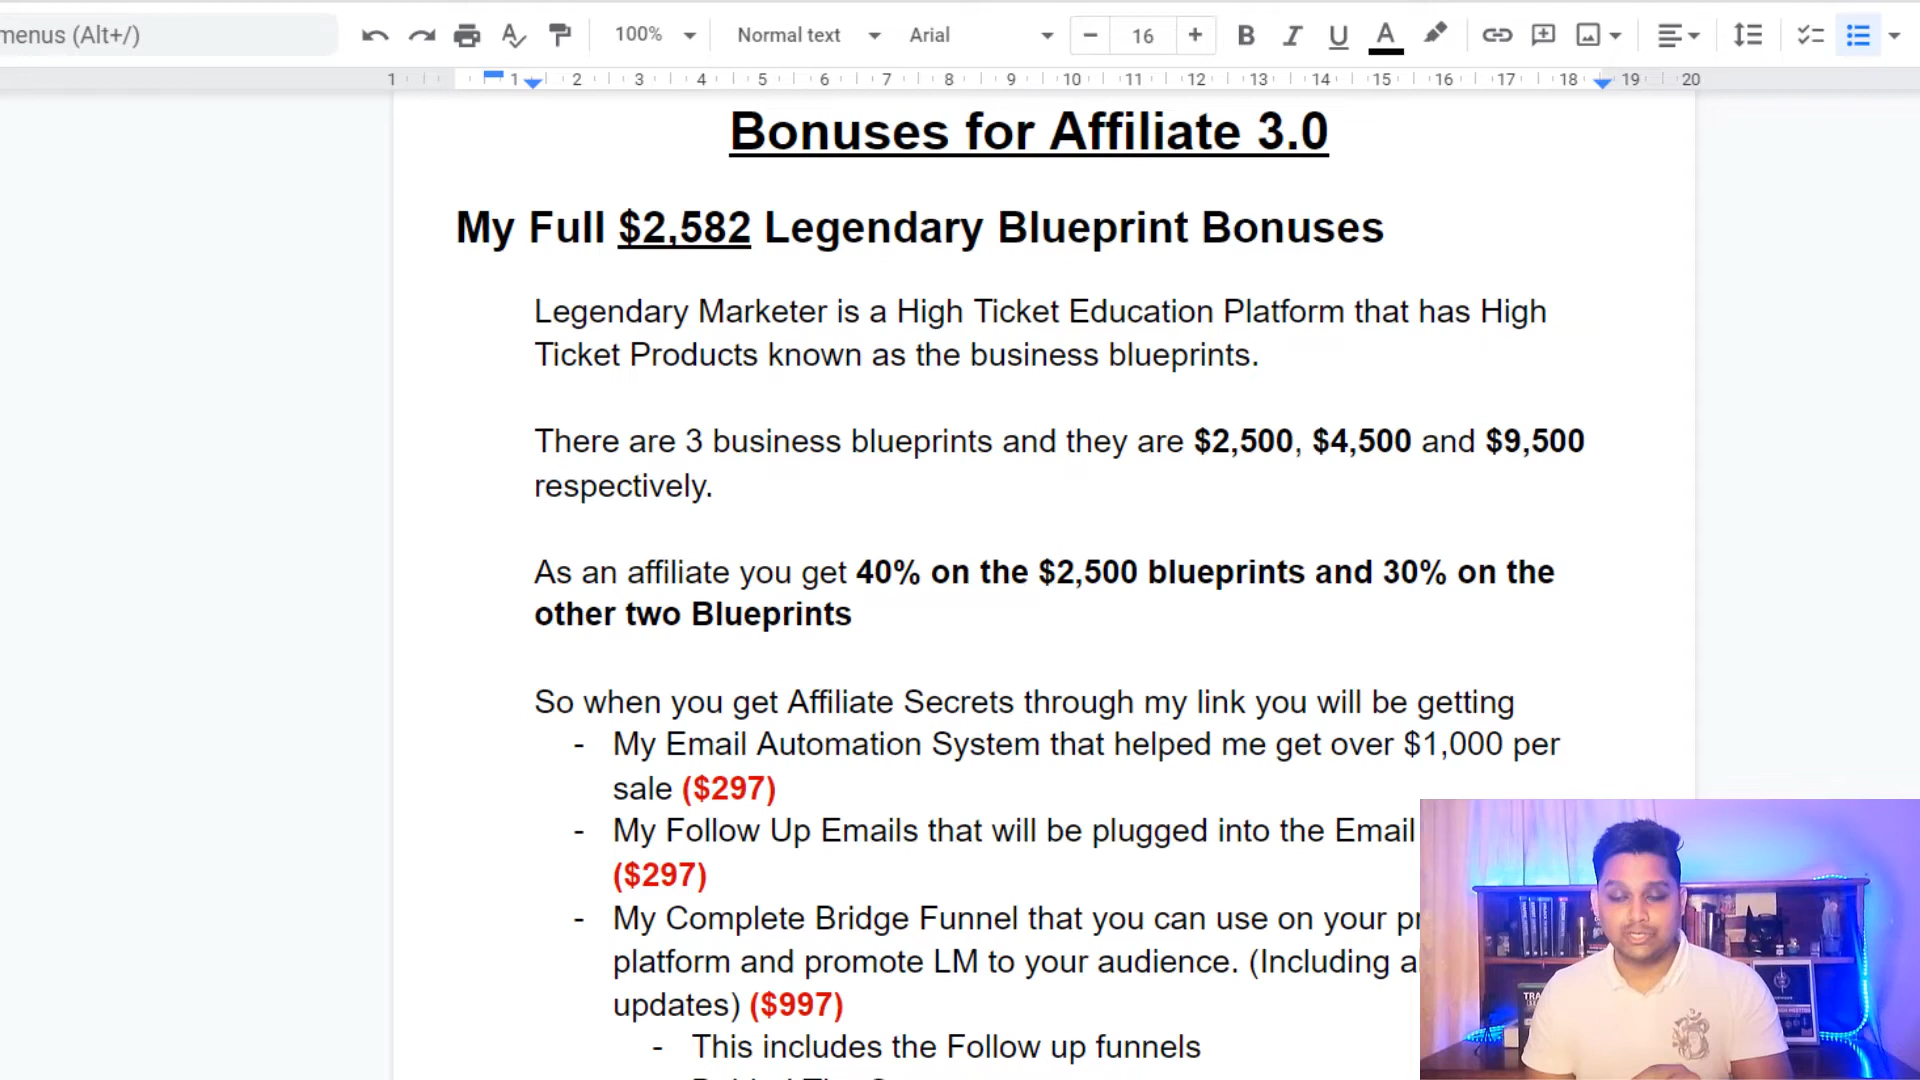 menus (Alt+/)
100%
Normal text
Arial
16
B I U A
1 1 2 3 4 5 6 7 8 9 10 11 12 13 14 15 16 17 18 19 20
Bonuses for Affiliate 3.0
My Full $2,582 Legendary Blueprint Bonuses
Legendary Marketer is a High Ticket Education Platform that has High
Ticket Products known as the business blueprints.
There are 3 business blueprints and they are $2,500, $4,500 and $9,500
respectively.
As an affiliate you get 40% on the $2,500 blueprints and 30% on the
other two Blueprints
So when you get Affiliate Secrets through my link you will be getting
- My Email Automation System that helped me get over $1,000 per
sale ($297)
- My Follow Up Emails that will be plugged into the Email
($297)
- My Complete Bridge Funnel that you can use on your
platform and promote LM to your audience. (Including
updates) ($997)
- This includes the Follow up funnels